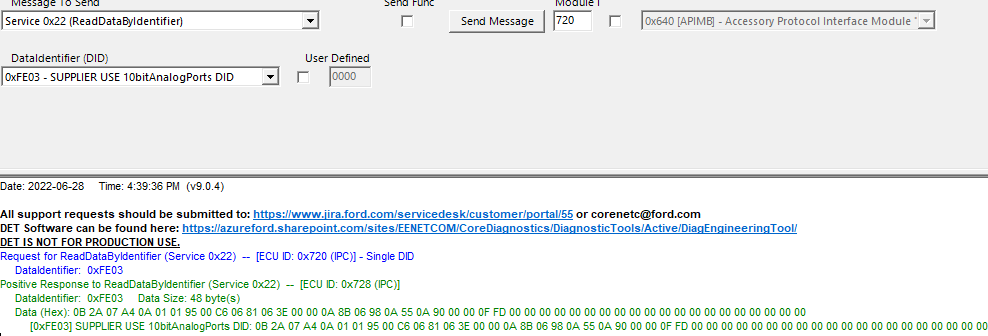 Message To Send Send Func Module I
Service 0x22 (ReadDataByIdentifier) Send Message 720 0x640 [APIMB] - Accessory Protocol Interface Module
DataIdentifier (DID) User Defined
0xFE03 - SUPPLIER USE 10bitAnalogPorts DID 0000
Date: 2022-06-28 Time: 4:39:36 PM (v9.0.4)
All support requests should be submitted to: https://www.jira.ford.com/servicedesk/customer/portal/55 or corenetc@ford.com
DET Software can be found here: https://azureford.sharepoint.com/sites/EENETCOM/CoreDiagnostics/DiagnosticTools/Active/DiagEngineeringTool/
DET IS NOT FOR PRODUCTION USE.
Request for ReadDataByIdentifier (Service 0x22) -- [ECU ID: 0x720 (IPC)] - Single DID
DataIdentifier: 0xFE03
Positive Response to ReadDataByIdentifier (Service 0x22) -- [ECU ID: 0x728 (IPC)]
DataIdentifier: 0xFE03 Data Size: 48 byte(s)
Data (Hex): 0B 2A 07 A4 0A 01 01 95 00 C6 06 81 06 3E 00 00 0A 8B 06 98 0A 55 0A 90 00 00 0F FD 00 00 00 00 00 00 00 00 00 00 00 00 00 00 00 00 00 00 00 00
[0xFE03] SUPPLIER USE 10bitAnalogPorts DID: 0B 2A 07 A4 0A 01 01 95 00 C6 06 81 06 3E 00 00 0A 8B 06 98 0A 55 0A 90 00 00 0F FD 00 00 00 00 00 00 00 00 00 00 00 00 00 00 00 00 00 00